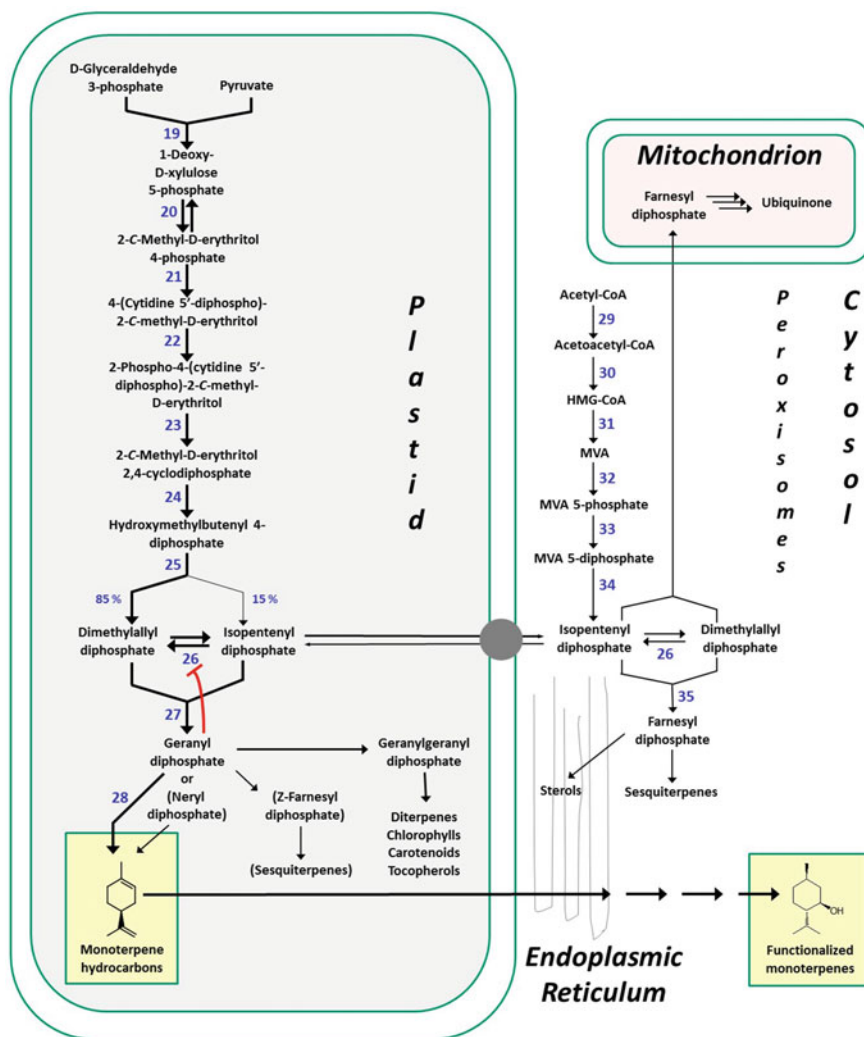 D-Glyceraldehyde
3-phosphate
Pyruvate
19
1-Deoxy-
D-xylulose
5-phosphate
20
2-C-Methyl-D-erythritol
4-phosphate
21
4-(Cytidine 5’-diphospho)-
2-C-methyl-D-erythritol
22
2-Phospho-4-(cytidine 5’-
diphospho)-2-C-methyl-
D-erythritol
23
2-C-Methyl-D-erythritol
2,4-cyclodiphosphate
24
Hydroxymethylbutenyl 4-
diphosphate
25
85 %
15 %
Dimethylallyl
diphosphate
26
Isopentenyl
diphosphate
27
Geranyl
diphosphate
or
(Neryl
diphosphate)
28
Geranylgeranyl
diphosphate
(Z-Farnesyl
diphosphate)
(Sesquiterpenes)
Diterpenes
Chlorophylls
Carotenoids
Tocopherols
Monoterpene
hydrocarbons
Plastid
Mitochondrion
Farnesyl
diphosphate
Ubiquinone
Acetyl-CoA
29
Acetoacetyl-CoA
30
HMG-CoA
31
MVA
32
MVA 5-phosphate
33
MVA 5-diphosphate
34
Isopentenyl
diphosphate
26
Dimethylallyl
diphosphate
35
Farnesyl
diphosphate
Sterols
Sesquiterpenes
Peroxisomes
Cytosol
Endoplasmic
Reticulum
OH
Functionalized
monoterpenes